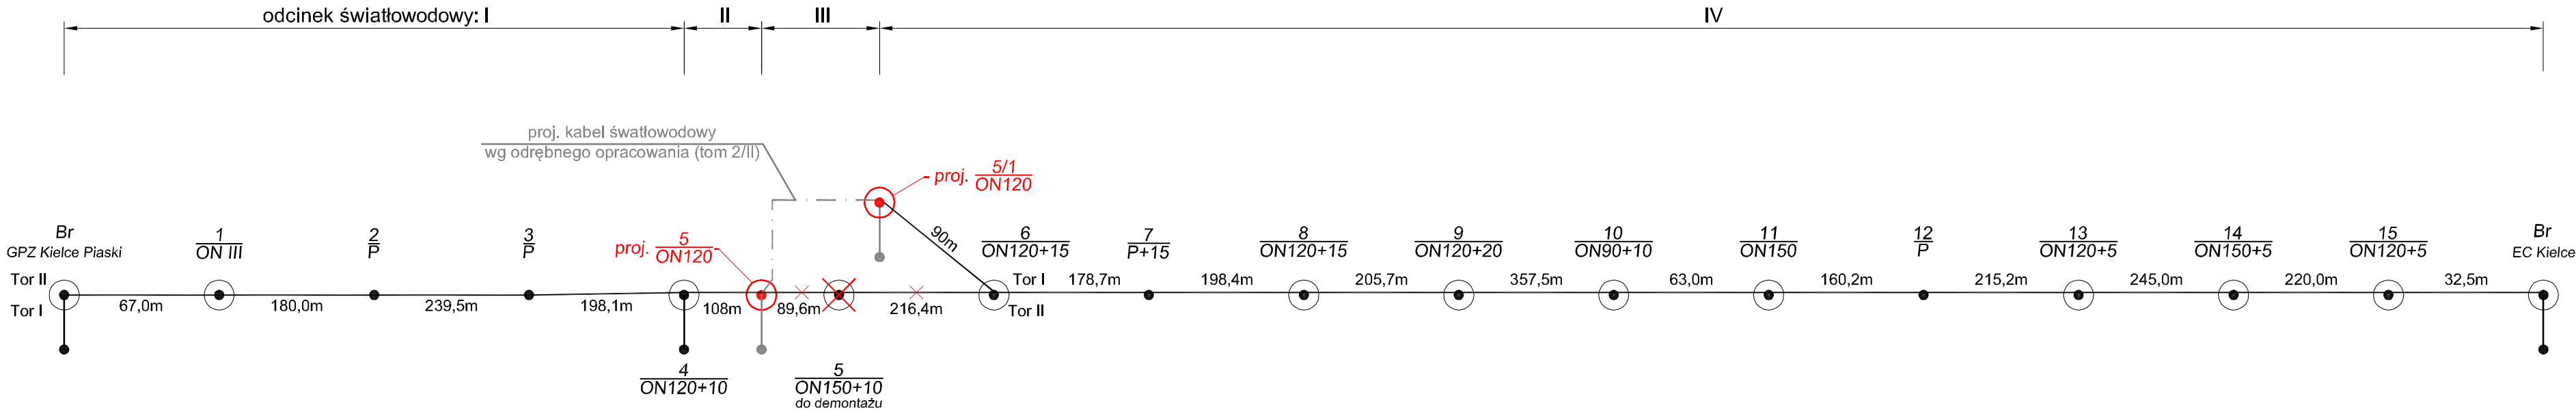 odcinek światłowodowy: I
II
III
IV
proj. kabel śwatłowodowy
wg odrębnego opracowania (tom 2/II)
proj. 5/1
ON120
Br
GPZ Kielce Piaski
1
ON III
2
P
3
P
proj. 5
ON120
90m
6
ON120+15
7
P+15
8
ON120+15
9
ON120+20
10
ON90+10
11
ON150
12
P
13
ON120+5
14
ON150+5
15
ON120+5
Br
EC Kielce
Tor II
Tor I
67,0m
180,0m
239,5m
198,1m
108m
89,6m
216,4m
Tor I
Tor II
178,7m
198,4m
205,7m
357,5m
63,0m
160,2m
215,2m
245,0m
220,0m
32,5m
4
ON120+10
5
ON150+10
do demontażu